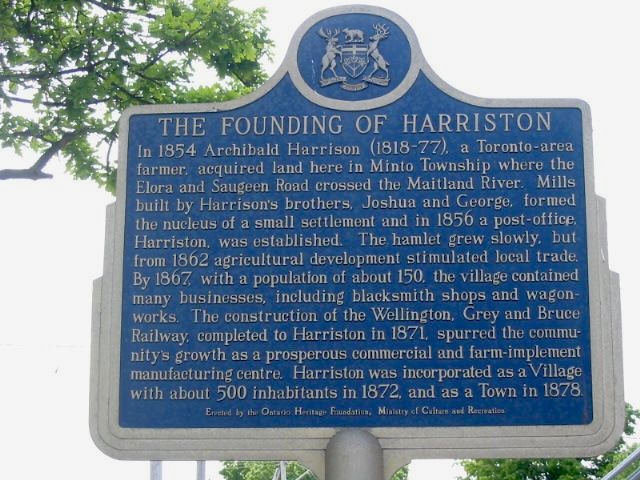 THE FOUNDING OF HARRISTON
In 1854 Archibald Harrison (1818-77), a Toronto-area
farmer, acquired land here in Minto Township where the
Elora and Saugeen Road crossed the Maitland River. Mills
built by Harrison's brothers, Joshua and George, formed
the nucleus of a small settlement and in 1856 a post-office,
Harriston, was established. The hamlet grew slowly, but
from 1862 agricultural development stimulated local trade.
By 1867, with a population of about 150, the village contained
many businesses, including blacksmith shops and wagon-
works. The construction of the Wellington, Grey and Bruce
Railway, completed to Harriston in 1871, spurred the commu-
nity's growth as a prosperous commercial and farm-implement
manufacturing centre. Harriston was incorporated as a Village
with about 500 inhabitants in 1872, and as a Town in 1878.
Erected by the Ontario Heritage Foundation, Ministry of Culture and Recreation